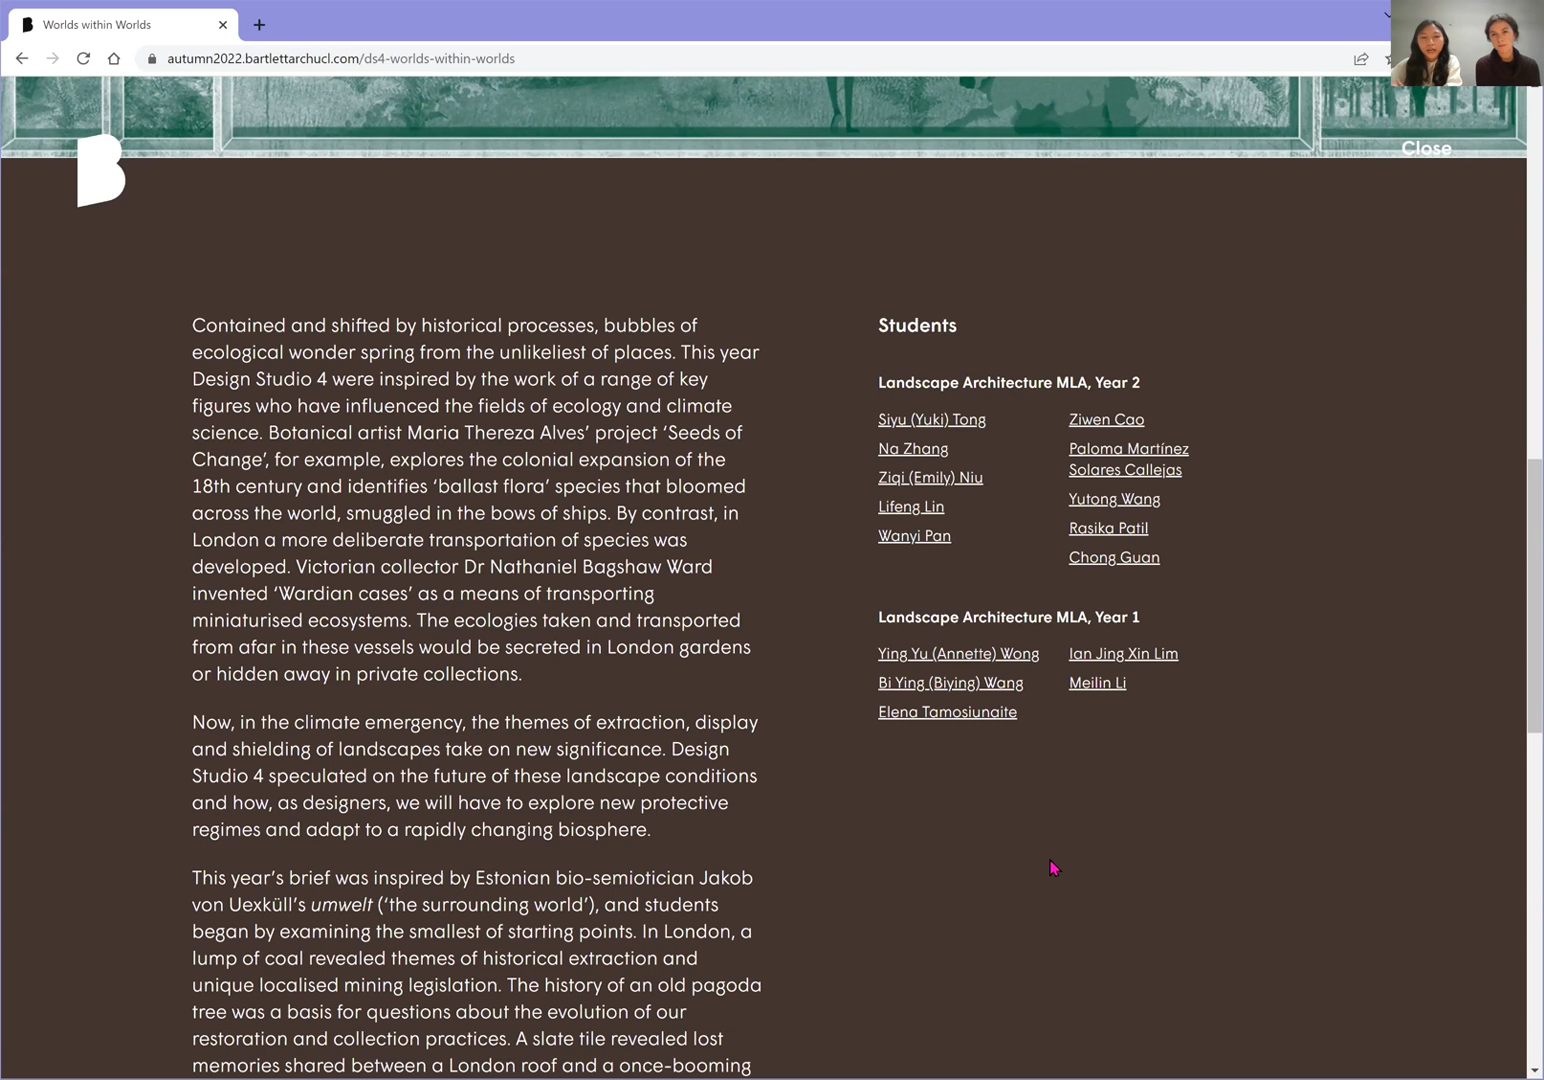 Worlds within Worlds
autumn2022.bartlettarchucl.com/ds4-worlds-within-worlds
Close
B
Contained and shifted by historical processes, bubbles of
ecological wonder spring from the unlikeliest of places. This year
Design Studio 4 were inspired by the work of a range of key
figures who have influenced the fields of ecology and climate
science. Botanical artist Maria Thereza Alves’ project ‘Seeds of
Change’, for example, explores the colonial expansion of the
18th century and identifies ‘ballast flora’ species that bloomed
across the world, smuggled in the bows of ships. By contrast, in
London a more deliberate transportation of species was
developed. Victorian collector Dr Nathaniel Bagshaw Ward
invented ‘Wardian cases’ as a means of transporting
miniaturised ecosystems. The ecologies taken and transported
from afar in these vessels would be secreted in London gardens
or hidden away in private collections.
Now, in the climate emergency, the themes of extraction, display
and shielding of landscapes take on new significance. Design
Studio 4 speculated on the future of these landscape conditions
and how, as designers, we will have to explore new protective
regimes and adapt to a rapidly changing biosphere.
This year’s brief was inspired by Estonian bio-semiotician Jakob
von Uexküll’s umwelt (‘the surrounding world’), and students
began by examining the smallest of starting points. In London, a
lump of coal revealed themes of historical extraction and
unique localised mining legislation. The history of an old pagoda
tree was a basis for questions about the evolution of our
restoration and collection practices. A slate tile revealed lost
memories shared between a London roof and a once-booming
Students
Landscape Architecture MLA, Year 2
Siyu (Yuki) Tong
Na Zhang
Ziqi (Emily) Niu
Lifeng Lin
Wanyi Pan
Ziwen Cao
Paloma Martínez
Solares Callejas
Yutong Wang
Rasika Patil
Chong Guan
Landscape Architecture MLA, Year 1
Ying Yu (Annette) Wong
Bi Ying (Biying) Wang
Elena Tamosiunaite
Ian Jing Xin Lim
Meilin Li